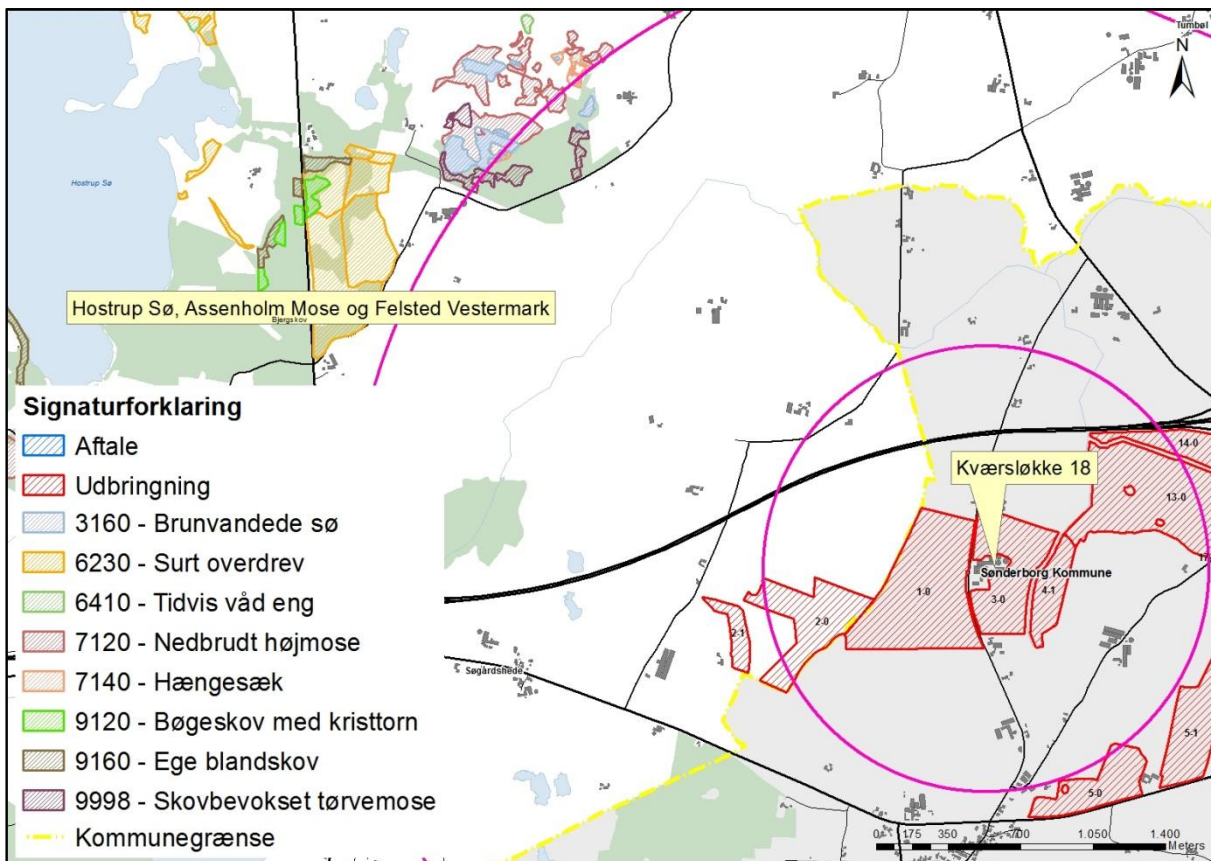 Tumbøl
N
Hostrup Sø
Hostrup Sø, Assenholm Mose og Felsted Vestermark
Bjergskov
Signaturforklaring
Aftale
Udbringning
3160 - Brunvandede sø
6230 - Surt overdrev
6410 - Tidvis våd eng
7120 - Nedbrudt højmose
7140 - Hængesæk
9120 - Bøgeskov med kristtorn
9160 - Ege blandskov
9998 - Skovbevokset tørvemose
Kommunegrænse
14-0
Kværsløkke 18
13-0
17
Sønderborg Kommune
1-0
3-0
4-1
2-0
2-1
Søgårdshede
5-1
5-0
0 175 350 700 1.050 1.400
Meters